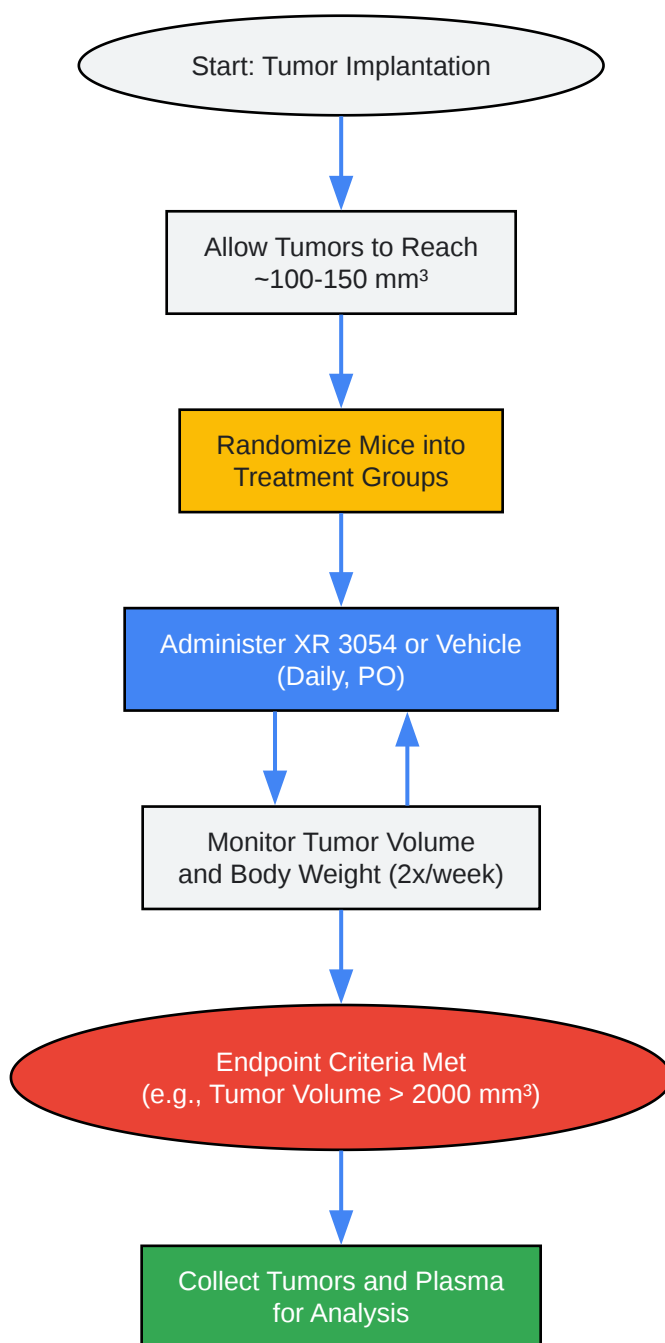 Start: Tumor Implantation
Allow Tumors to Reach
~100-150 mm³
Randomize Mice into
Treatment Groups
Administer XR 3054 or Vehicle
(Daily, PO)
Monitor Tumor Volume
and Body Weight (2x/week)
Endpoint Criteria Met
(e.g., Tumor Volume > 2000 mm³)
Collect Tumors and Plasma
for Analysis